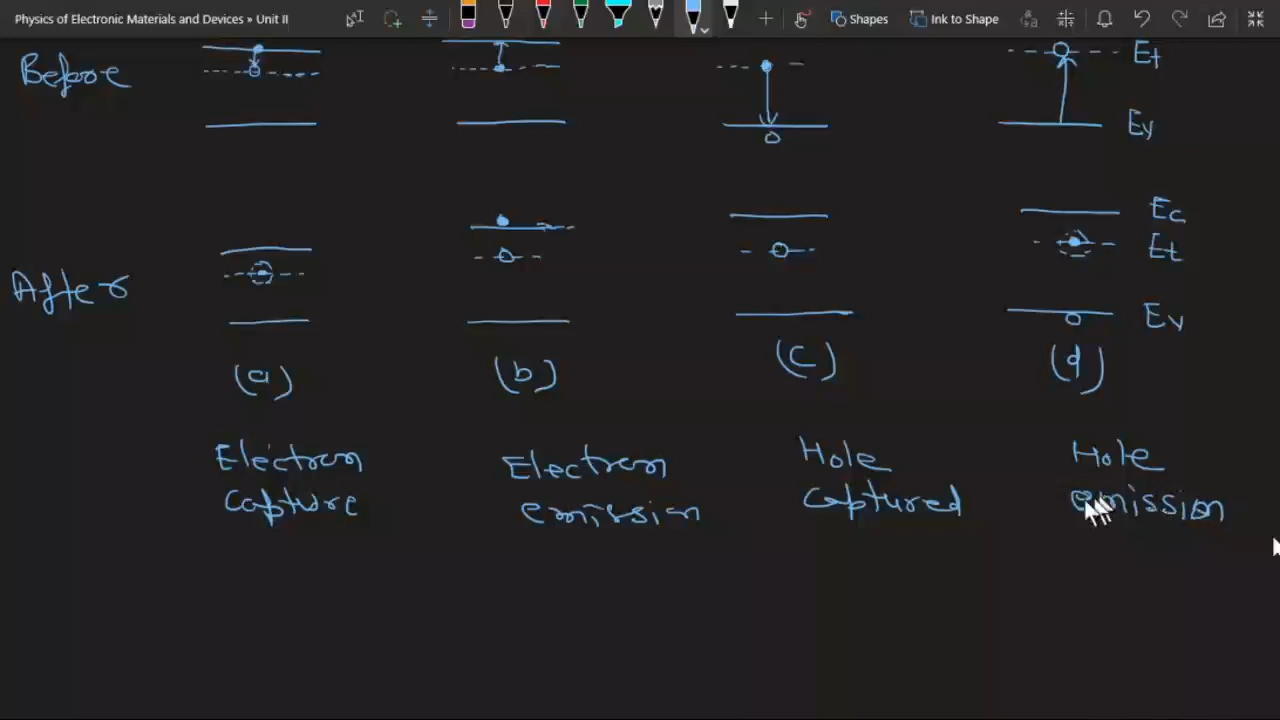 Physics of Electronic Materials and Devices » Unit II
Shapes
Ink to Shape
Before
Et
Ev
After
Ec
Et
Ev
(a) (b) (c) (d)
Electron Electron Hole Hole
capture emission captured emission